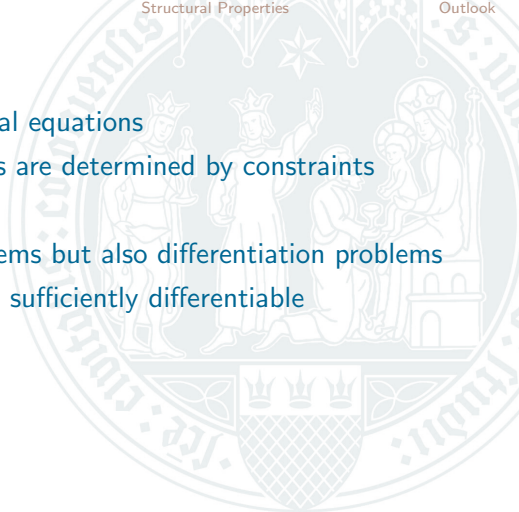 Structural Properties Outlook
al equations
s are determined by constraints
ems but also differentiation problems
sufficiently differentiable